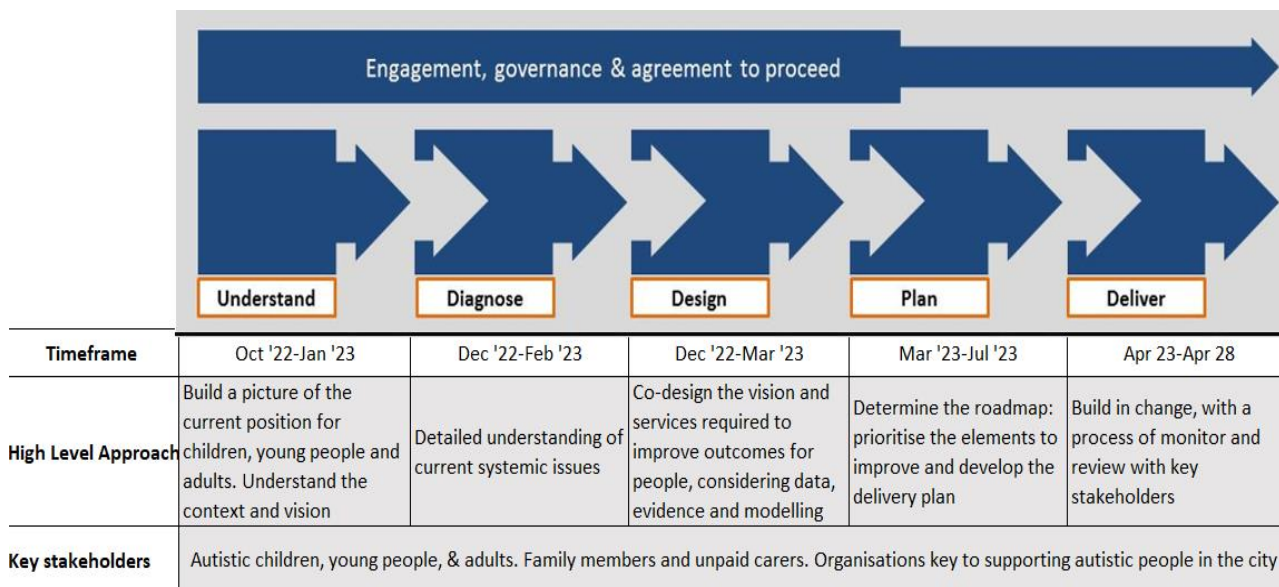 Engagement, governance & agreement to proceed
Understand
Diagnose
Design
Plan
Deliver
Timeframe
Oct '22-Jan '23
Dec '22-Feb '23
Dec '22-Mar '23
Mar '23-Jul '23
Apr 23-Apr 28
High Level Approach
Build a picture of the
current position for
children, young people and
adults. Understand the
context and vision
Detailed understanding of
current systemic issues
Co-design the vision and
services required to
improve outcomes for
people, considering data,
evidence and modelling
Determine the roadmap:
prioritise the elements to
improve and develop the
delivery plan
Build in change, with a
process of monitor and
review with key
stakeholders
Key stakeholders
Autistic children, young people, & adults. Family members and unpaid carers. Organisations key to supporting autistic people in the city